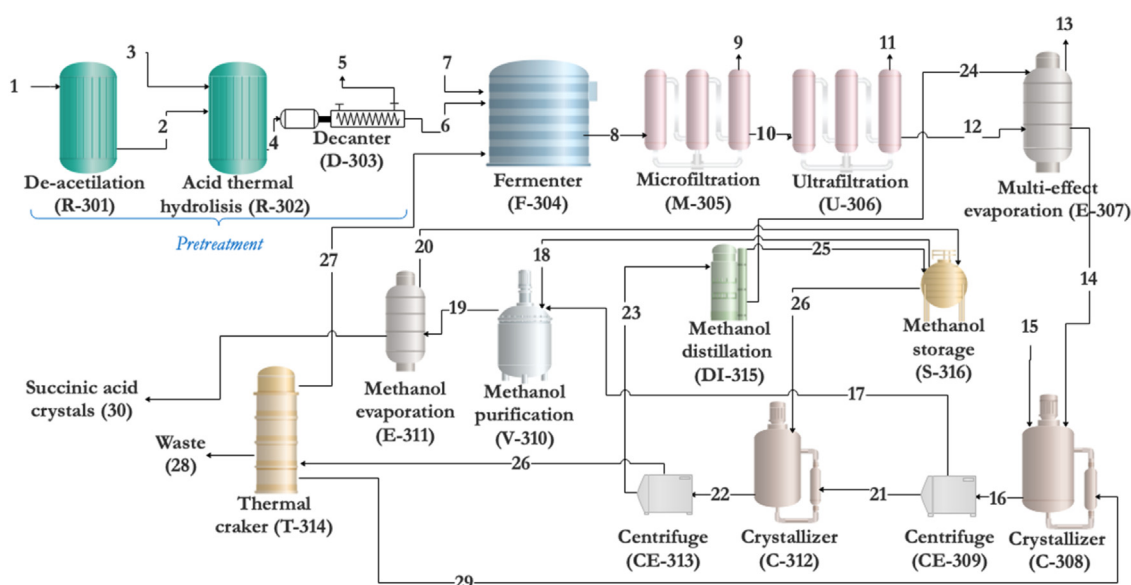 13
3
5
7
9
11
24
1
2
4
6
8
10
12
Decanter
(D-303)
De-acetilation
(R-301)
Acid thermal
hydrolisis (R-302)
Fermenter
(F-304)
Microfiltration
(M-305)
Ultrafiltration
(U-306)
Multi-effect
evaporation (E-307)
Pretreatment
27
20
18
25
14
26
19
23
15
Methanol
distillation
(DI-315)
Methanol
storage
(S-316)
Succinic acid
crystals (30)
Methanol
evaporation
(E-311)
Methanol
purification
(V-310)
17
Waste
(28)
26
22
21
16
Thermal
craker (T-314)
Centrifuge
(CE-313)
Crystallizer
(C-312)
Centrifuge
(CE-309)
Crystallizer
(C-308)
29